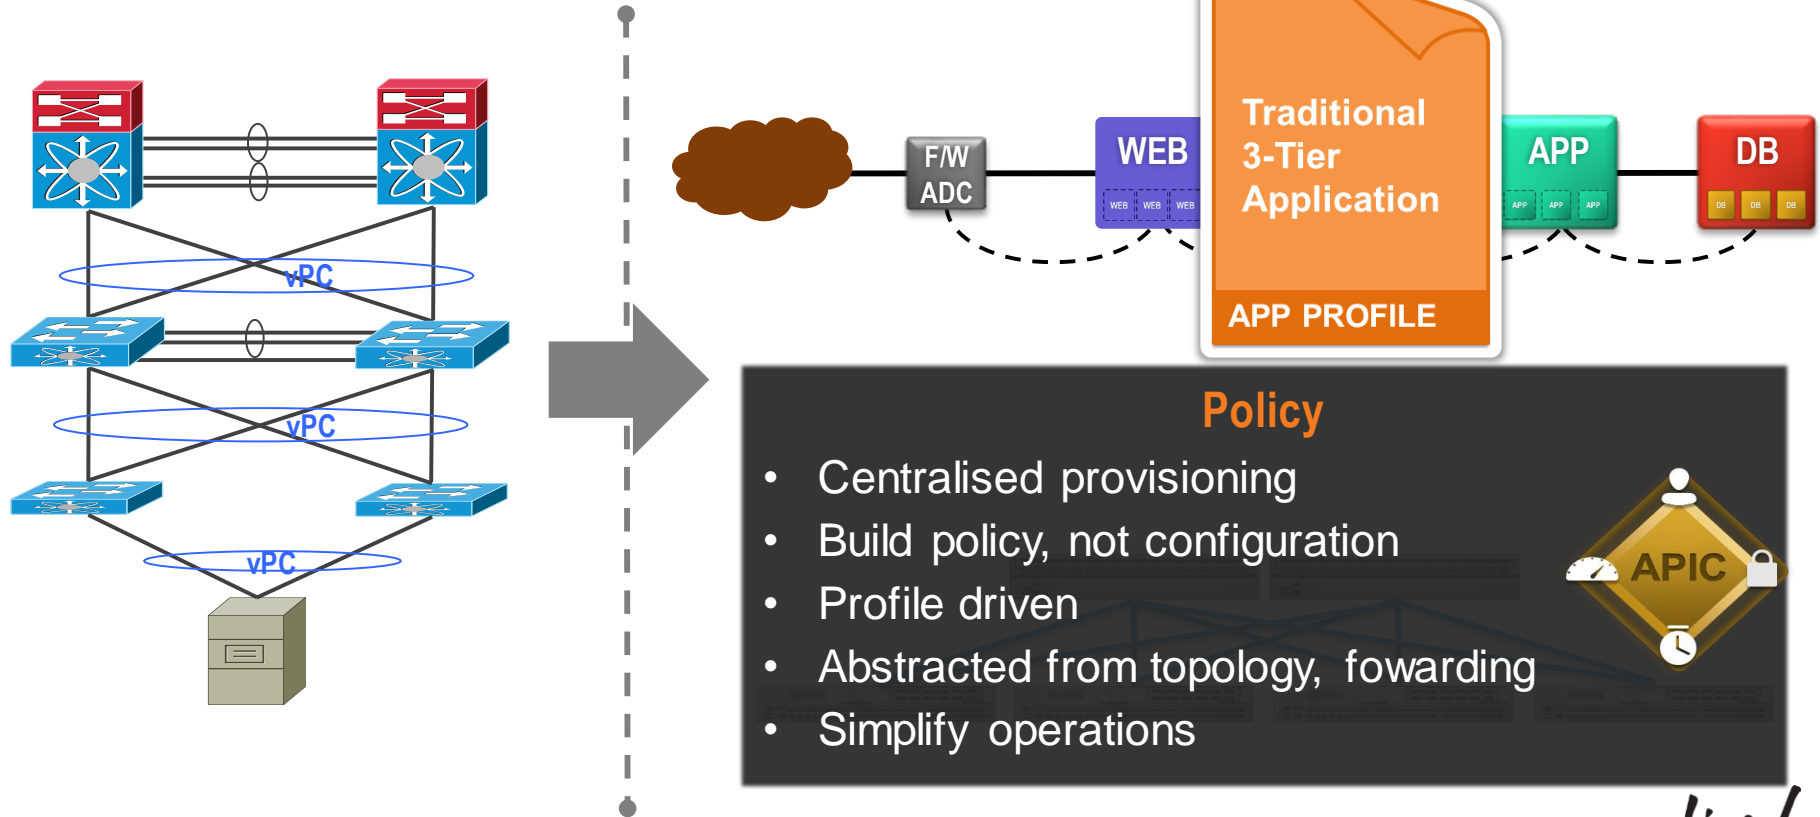 vPC
vPC
vPC
F/W
ADC
WEB
WEB WEB WEB
Traditional
3-Tier
Application
APP PROFILE
APP
APP APP APP
DB
DB DB DB
Policy
• Centralised provisioning
• Build policy, not configuration
• Profile driven
• Abstracted from topology, fowarding
• Simplify operations
APIC